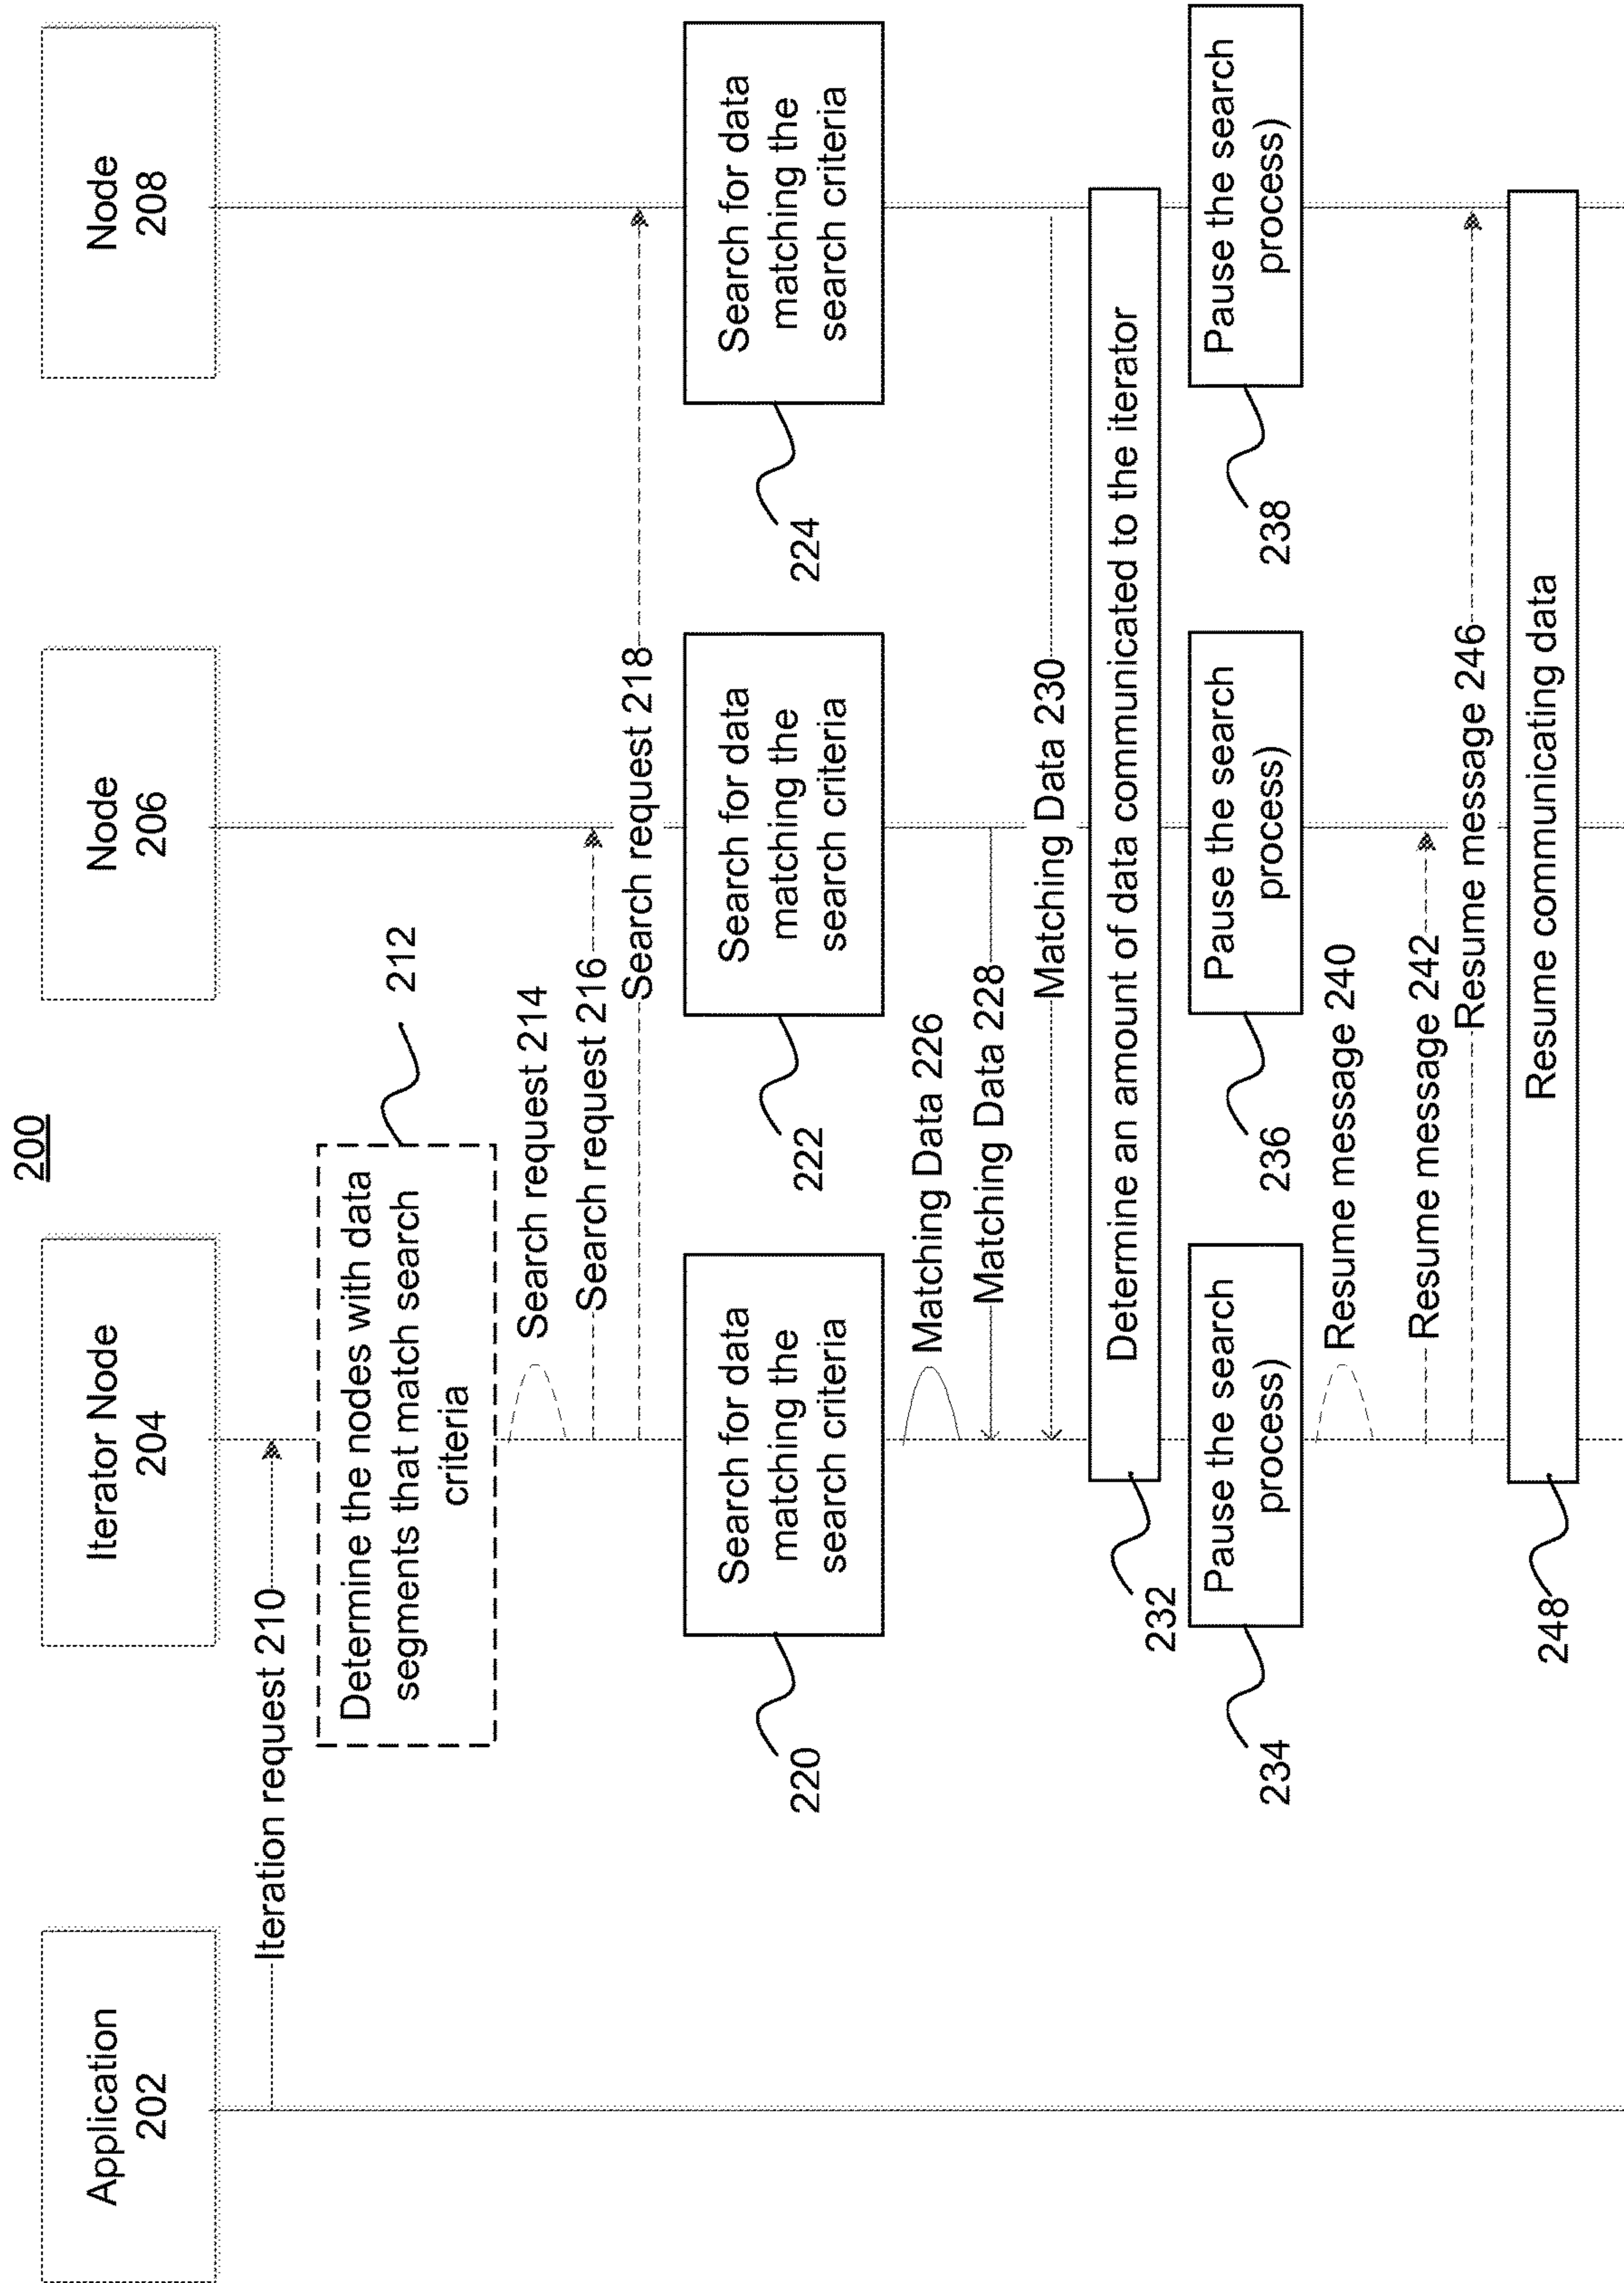 200
Application
202
Iterator Node
204
Node
206
Node
208
Iteration request 210
Determine the nodes with data
segments that match search
criteria
212
Search request 214
Search request 216
Search request 218
Search for data
matching the
search criteria
220
Search for data
matching the
search criteria
222
Search for data
matching the
search criteria
224
Matching Data 226
Matching Data 228
Matching Data 230
Determine an amount of data communicated to the iterator
232
Pause the search
process)
234
Pause the search
process)
236
Pause the search
process)
238
Resume message 240
Resume message 242
Resume message 246
Resume communicating data
248